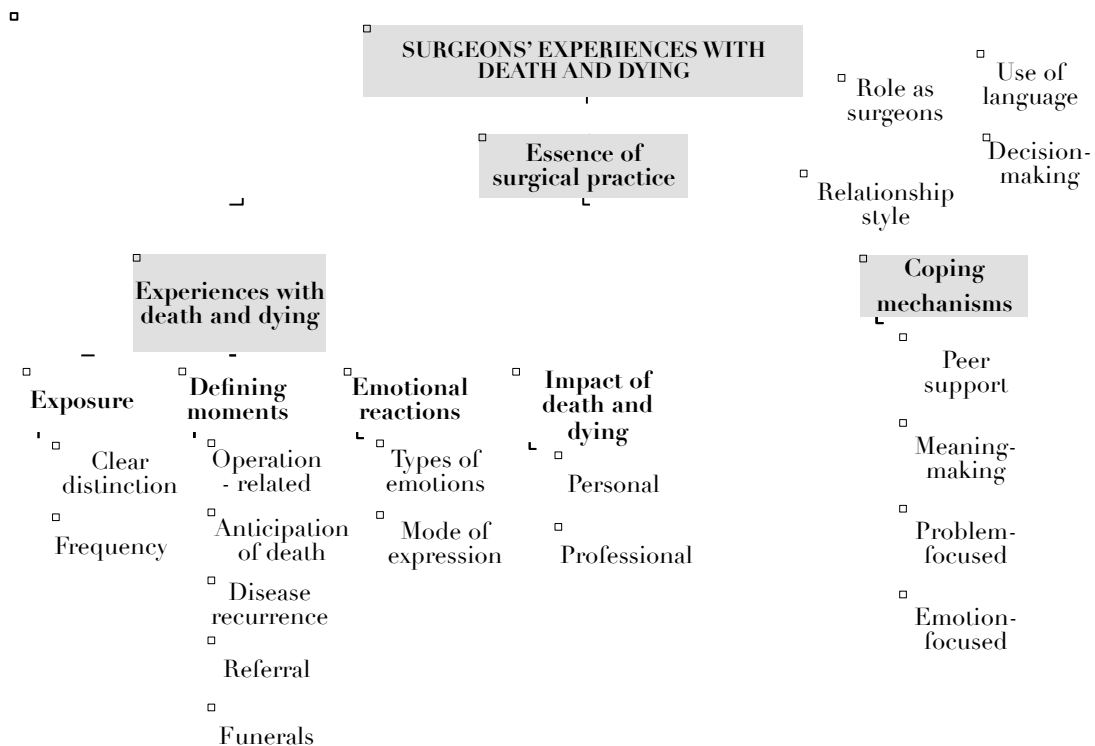 SURGEONS’ EXPERIENCES WITH
DEATH AND DYING
Role as
surgeons
Use of
language
Essence of
surgical practice
Decision-
making
Relationship
style
Experiences with
death and dying
Coping
mechanisms
Exposure
Clear
distinction
Frequency
Defining
moments
Operation
- related
Anticipation
of death
Disease
recurrence
Referral
Funerals
Emotional
reactions
Types of
emotions
Mode of
expression
Impact of
death and
dying
Personal
Professional
Peer
support
Meaning-
making
Problem-
focused
Emotion-
focused